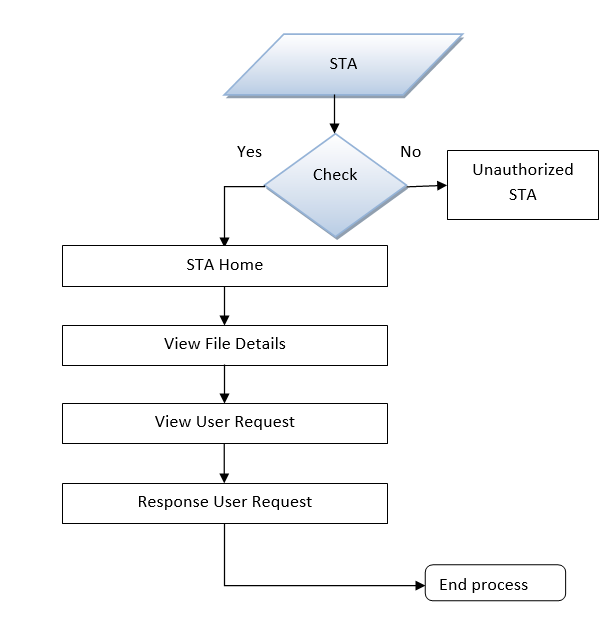 STA
Yes
No
Check
Unauthorized
STA
STA Home
View File Details
View User Request
Response User Request
End process